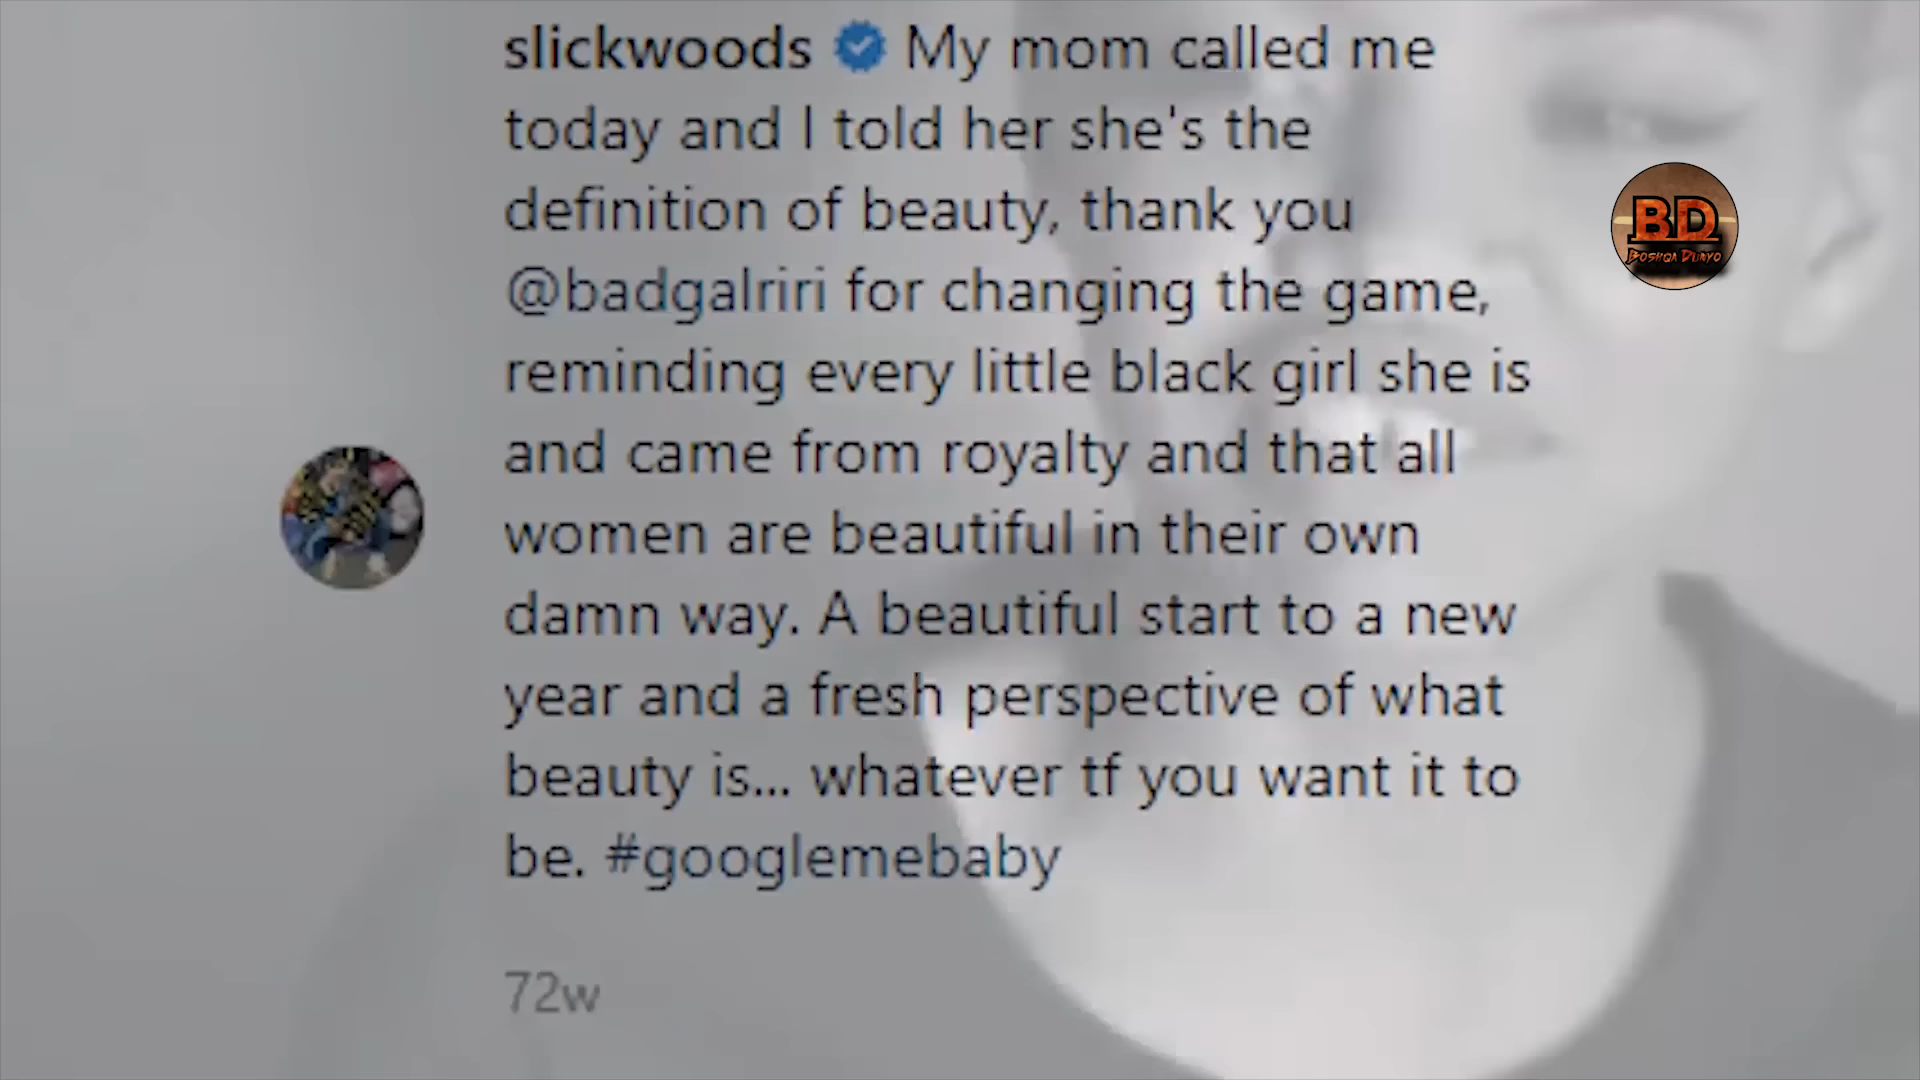 slickwoods My mom called me
today and I told her she's the
definition of beauty, thank you
@badgalriri for changing the game,
reminding every little black girl she is
and came from royalty and that all
women are beautiful in their own
damn way. A beautiful start to a new
year and a fresh perspective of what
beauty is... whatever tf you want it to
be. #googlemebaby
72w
BD
BOSHQA DUNYO